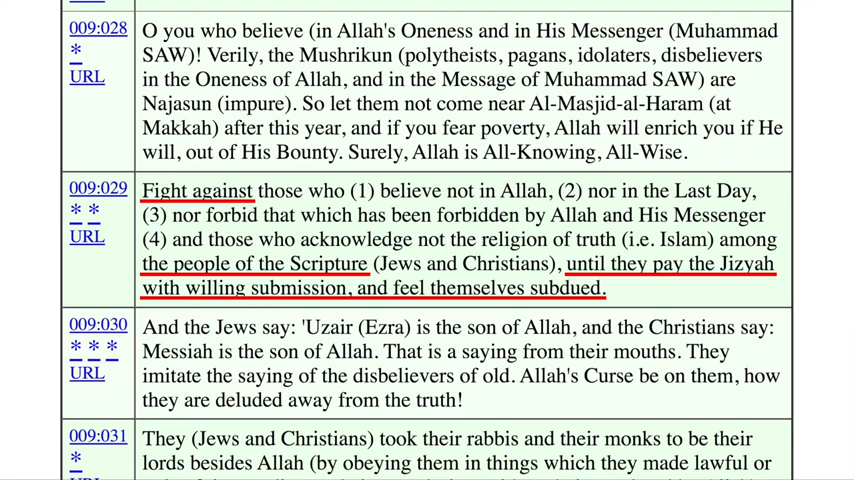 009:028
*
URL
O you who believe (in Allah's Oneness and in His Messenger (Muhammad
SAW)! Verily, the Mushrikun (polytheists, pagans, idolaters, disbelievers
in the Oneness of Allah, and in the Message of Muhammad SAW) are
Najasun (impure). So let them not come near Al-Masjid-al-Haram (at
Makkah) after this year, and if you fear poverty, Allah will enrich you if He
will, out of His Bounty. Surely, Allah is All-Knowing, All-Wise.
009:029
* *
URL
Fight against those who (1) believe not in Allah, (2) nor in the Last Day,
(3) nor forbid that which has been forbidden by Allah and His Messenger
(4) and those who acknowledge not the religion of truth (i.e. Islam) among
the people of the Scripture (Jews and Christians), until they pay the Jizyah
with willing submission, and feel themselves subdued.
009:030
* * *
URL
And the Jews say: 'Uzair (Ezra) is the son of Allah, and the Christians say:
Messiah is the son of Allah. That is a saying from their mouths. They
imitate the saying of the disbelievers of old. Allah's Curse be on them, how
they are deluded away from the truth!
009:031
*
They (Jews and Christians) took their rabbis and their monks to be their
lords besides Allah (by obeying them in things which they made lawful or